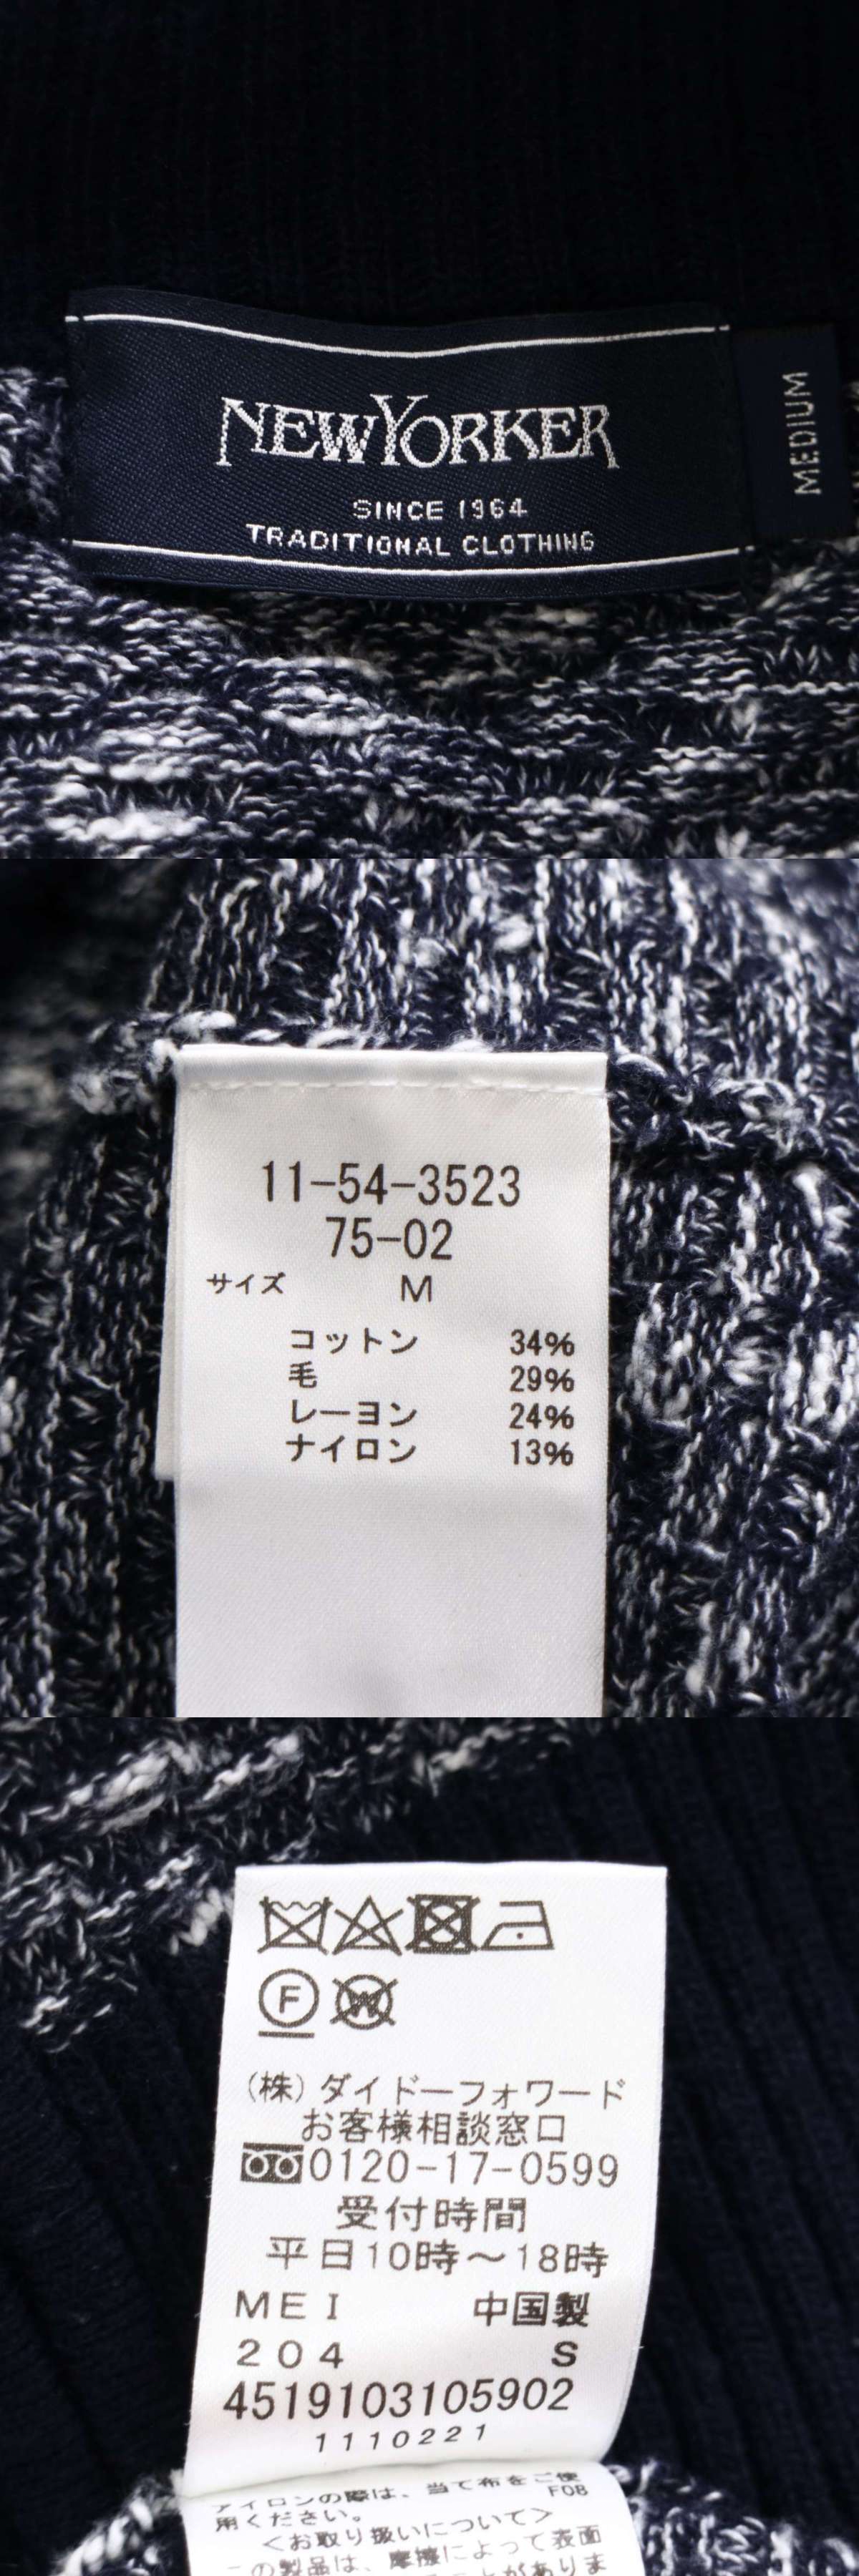 NEWYORKER
SINCE 1964
TRADITIONAL CLOTHING
MEDIUM
11-54-3523
75-02
サイズ M
コットン 34%
毛 29%
レーヨン 24%
ナイロン 13%
F W
(株)ダイドーフォワード
お客様相談窓口
0120-17-0599
受付時間
平日10時～18時
MEI 中国製
204 S
4519103105902
1110221
アイロンの際は、当て布をご使
用ください。 F08
＜お取り扱いについて＞
この製品は、摩擦によって表面